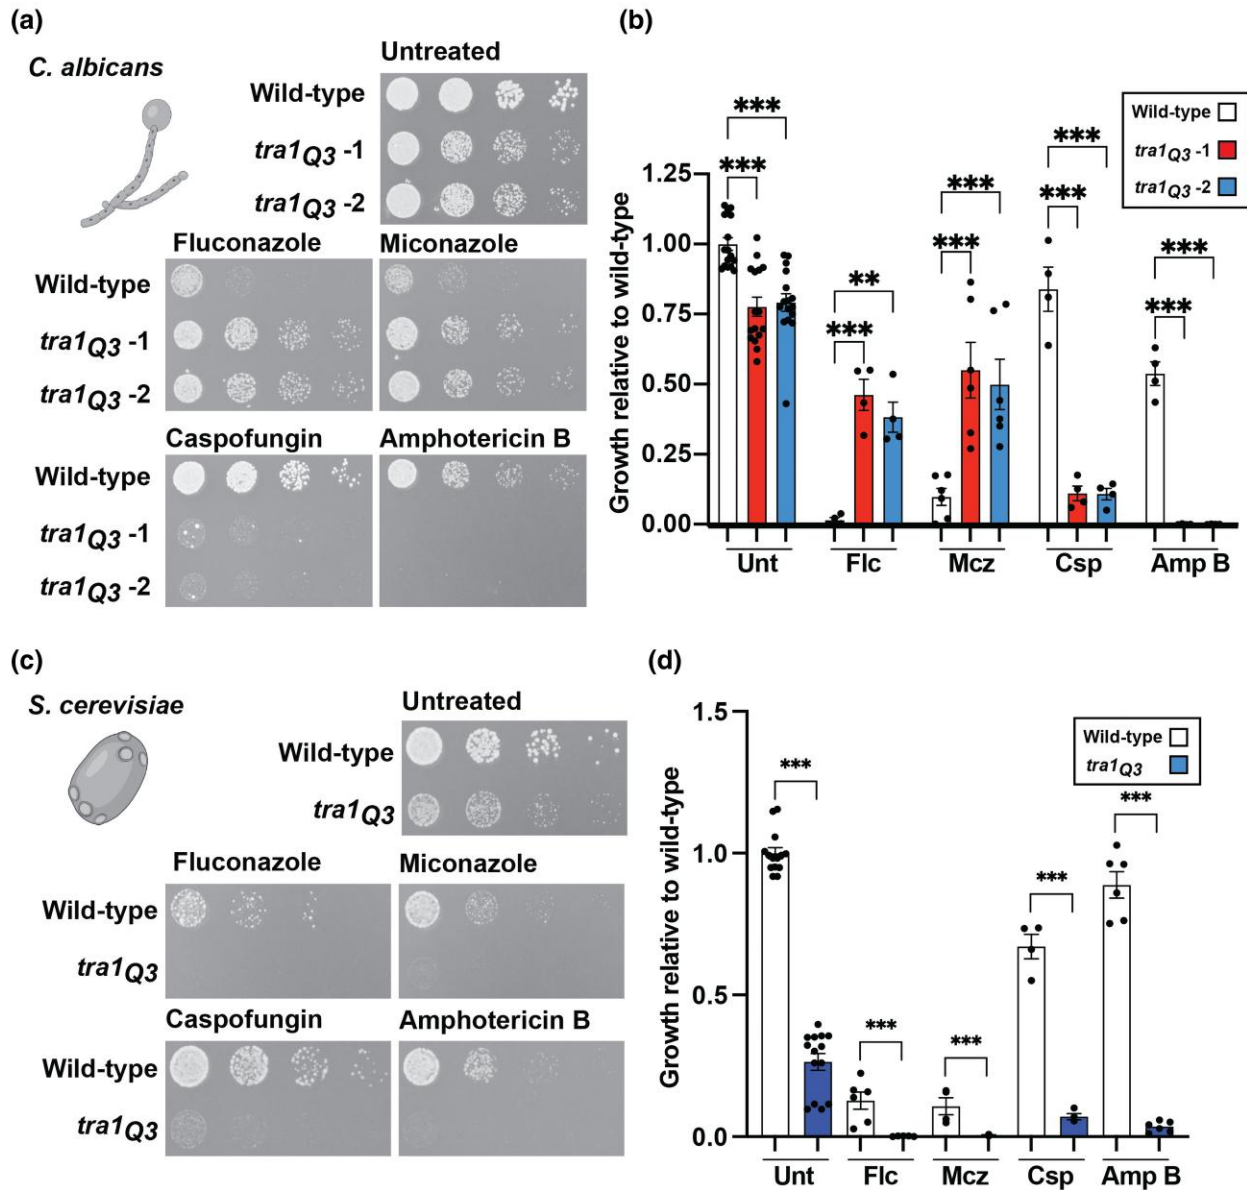 (a)
C. albicans
Untreated
Wild-type
tra1Q3 -1
tra1Q3 -2
Fluconazole Miconazole
Wild-type
tra1Q3 -1
tra1Q3 -2
Caspofungin Amphotericin B
Wild-type
tra1Q3 -1
tra1Q3 -2
(b)
Wild-type
tra1Q3 -1
tra1Q3 -2
Growth relative to wild-type
1.25
1.00
0.75
0.50
0.25
0.00
*** ***
*** **
*** ***
*** ***
*** ***
Unt Flc Mcz Csp Amp B
(c)
S. cerevisiae
Untreated
Wild-type
tra1Q3
Fluconazole Miconazole
Wild-type
tra1Q3
Caspofungin Amphotericin B
Wild-type
tra1Q3
(d)
Wild-type
tra1Q3
Growth relative to wild-type
1.5
1.0
0.5
0.0
*** *** *** *** ***
Unt Flc Mcz Csp Amp B